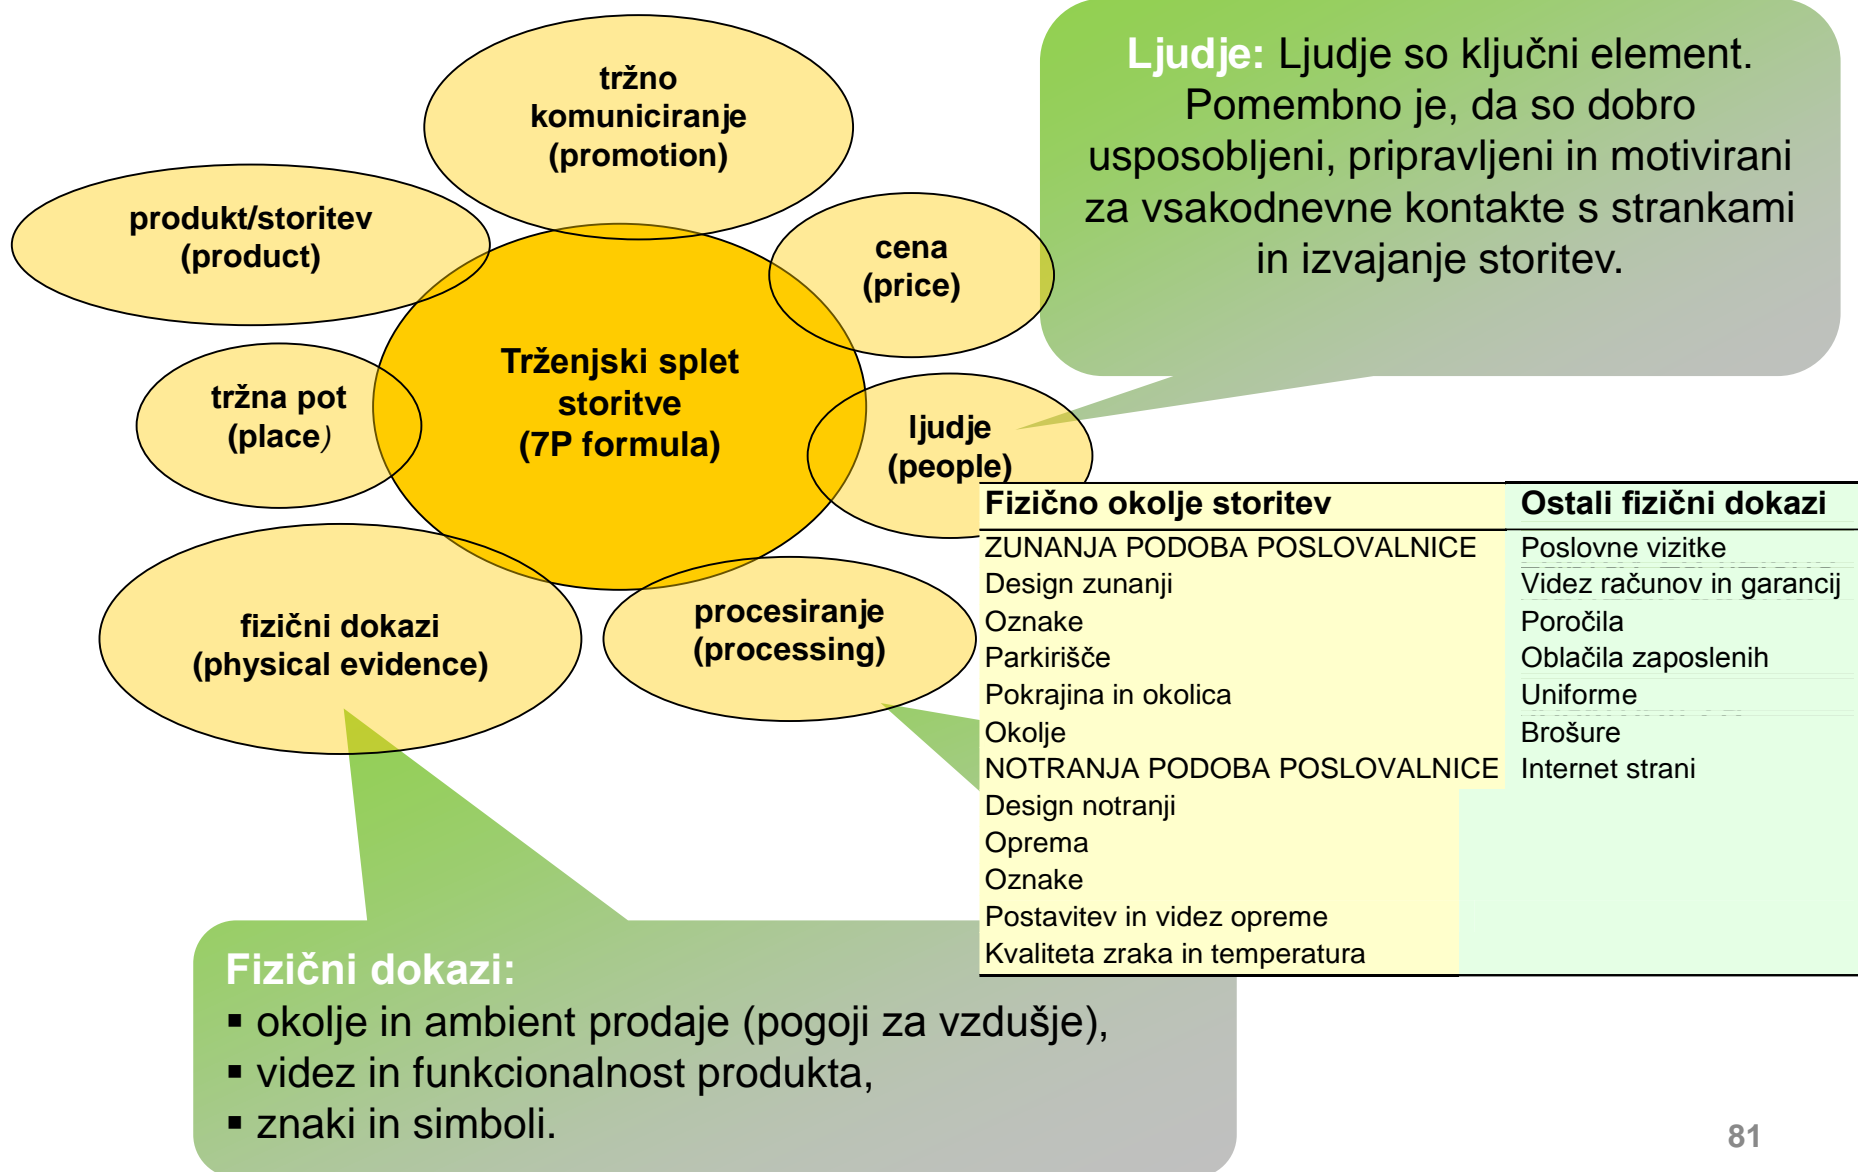 tržno
komuniciranje
(promotion)
produkt/storitev
(product)
cena
(price)
Trženjski splet
storitve
(7P formula)
tržna pot
(place)
ljudje
(people)
fizični dokazi
(physical evidence)
procesiranje
(processing)
Ljudje: Ljudje so ključni element.
Pomembno je, da so dobro
usposobljeni, pripravljeni in motivirani
za vsakodnevne kontakte s strankami
in izvajanje storitev.
Fizično okolje storitev
ZUNANJA PODOBA POSLOVALNICE
Design zunanji
Oznake
Parkirišče
Pokrajina in okolica
Okolje
NOTRANJA PODOBA POSLOVALNICE
Design notranji
Oprema
Oznake
Postavitev in videz opreme
Kvaliteta zraka in temperatura
Ostali fizični dokazi
Poslovne vizitke
Videz računov in garancij
Poročila
Oblačila zaposlenih
Uniforme
Brošure
Internet strani
Fizični dokazi:
▪ okolje in ambient prodaje (pogoji za vzdušje),
▪ videz in funkcionalnost produkta,
▪ znaki in simboli.
81